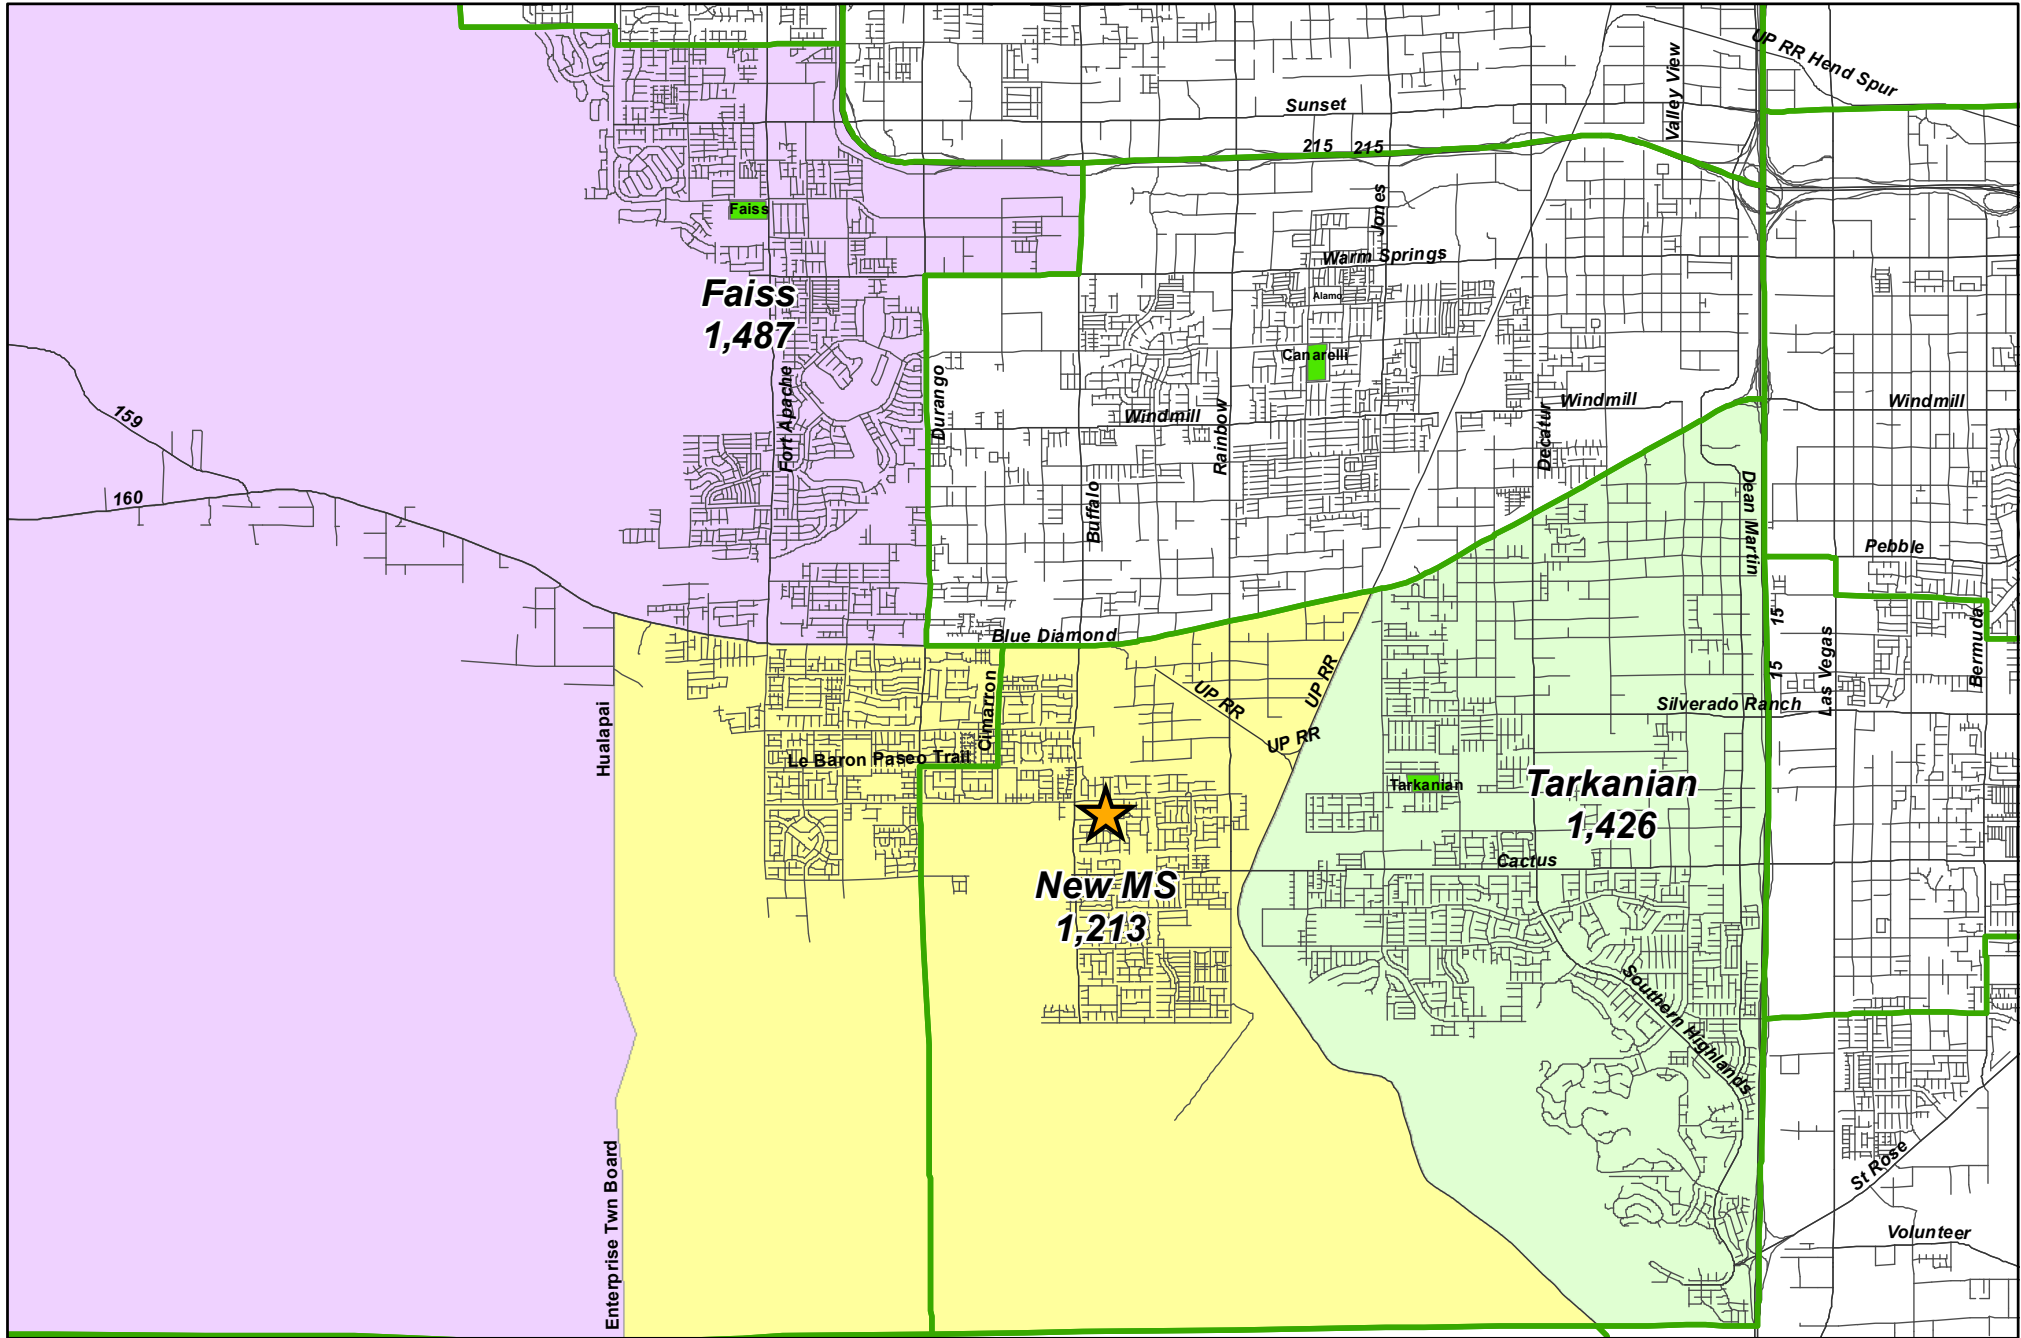 UP RR Hend Spur
Valley View
Sunset
215
215
Faiss
Jones
Warm Springs
Faiss
1,487
Alamo
Canarelli
159
Fort Apache
Durango
Windmill
Rainbow
Decatur
Windmill
Windmill
160
Buffalo
Dean Martin
Pebble
Blue Diamond
15
Bermuda
Las Vegas
15
Hualapai
Cimarron
UP RR
UP RR
UP RR
Silverado Ranch
Le Baron
Paseo Trail
Tarkanian
Tarkanian
1,426
Cactus
New MS
1,213
Southern Highlands
Enterprise Twn Board
St Rose
Volunteer